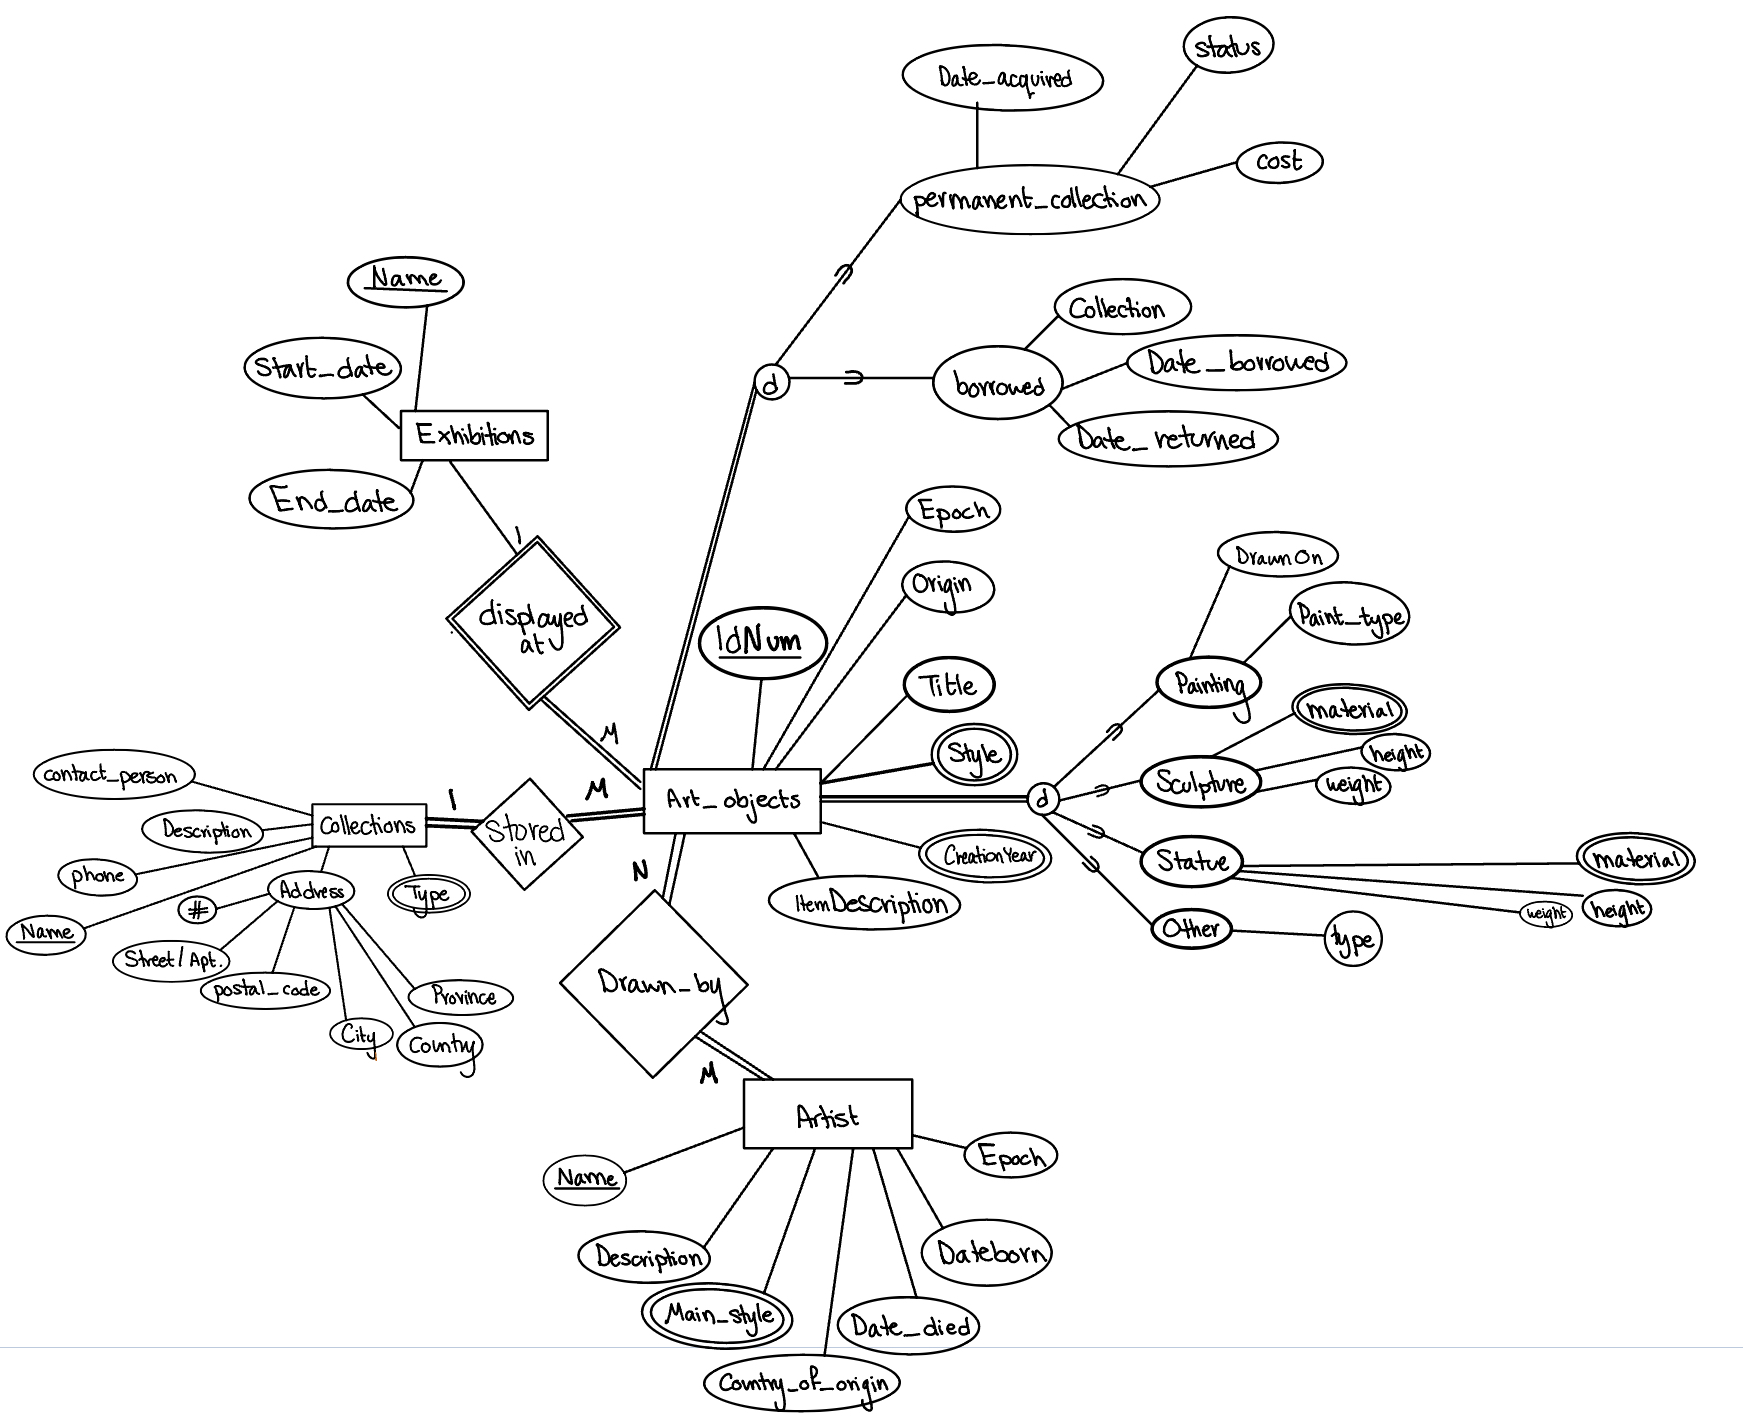 status
Date_acquired
cost
permanent_collection
Name
Collection
Start_date
Date_borrowed
d
borrowed
Exhibitions
Date_returned
End_date
Epoch
1
DrawnOn
Origin
displayed
at
Paint_type
IdNum
Title
Painting
material
M
Style
height
contact_person
Sculpture
weight
1
M
Art_objects
d
Description
Collections
Stored
in
CreationYear
Statue
material
phone
Address
Type
N
ItemDescription
#
weight
height
Name
Other
type
Street/Apt.
postal_code
Province
Drawn_by
City
Country
M
Artist
Name
Epoch
Description
Dateborn
Main_style
Date_died
Country_of_origin